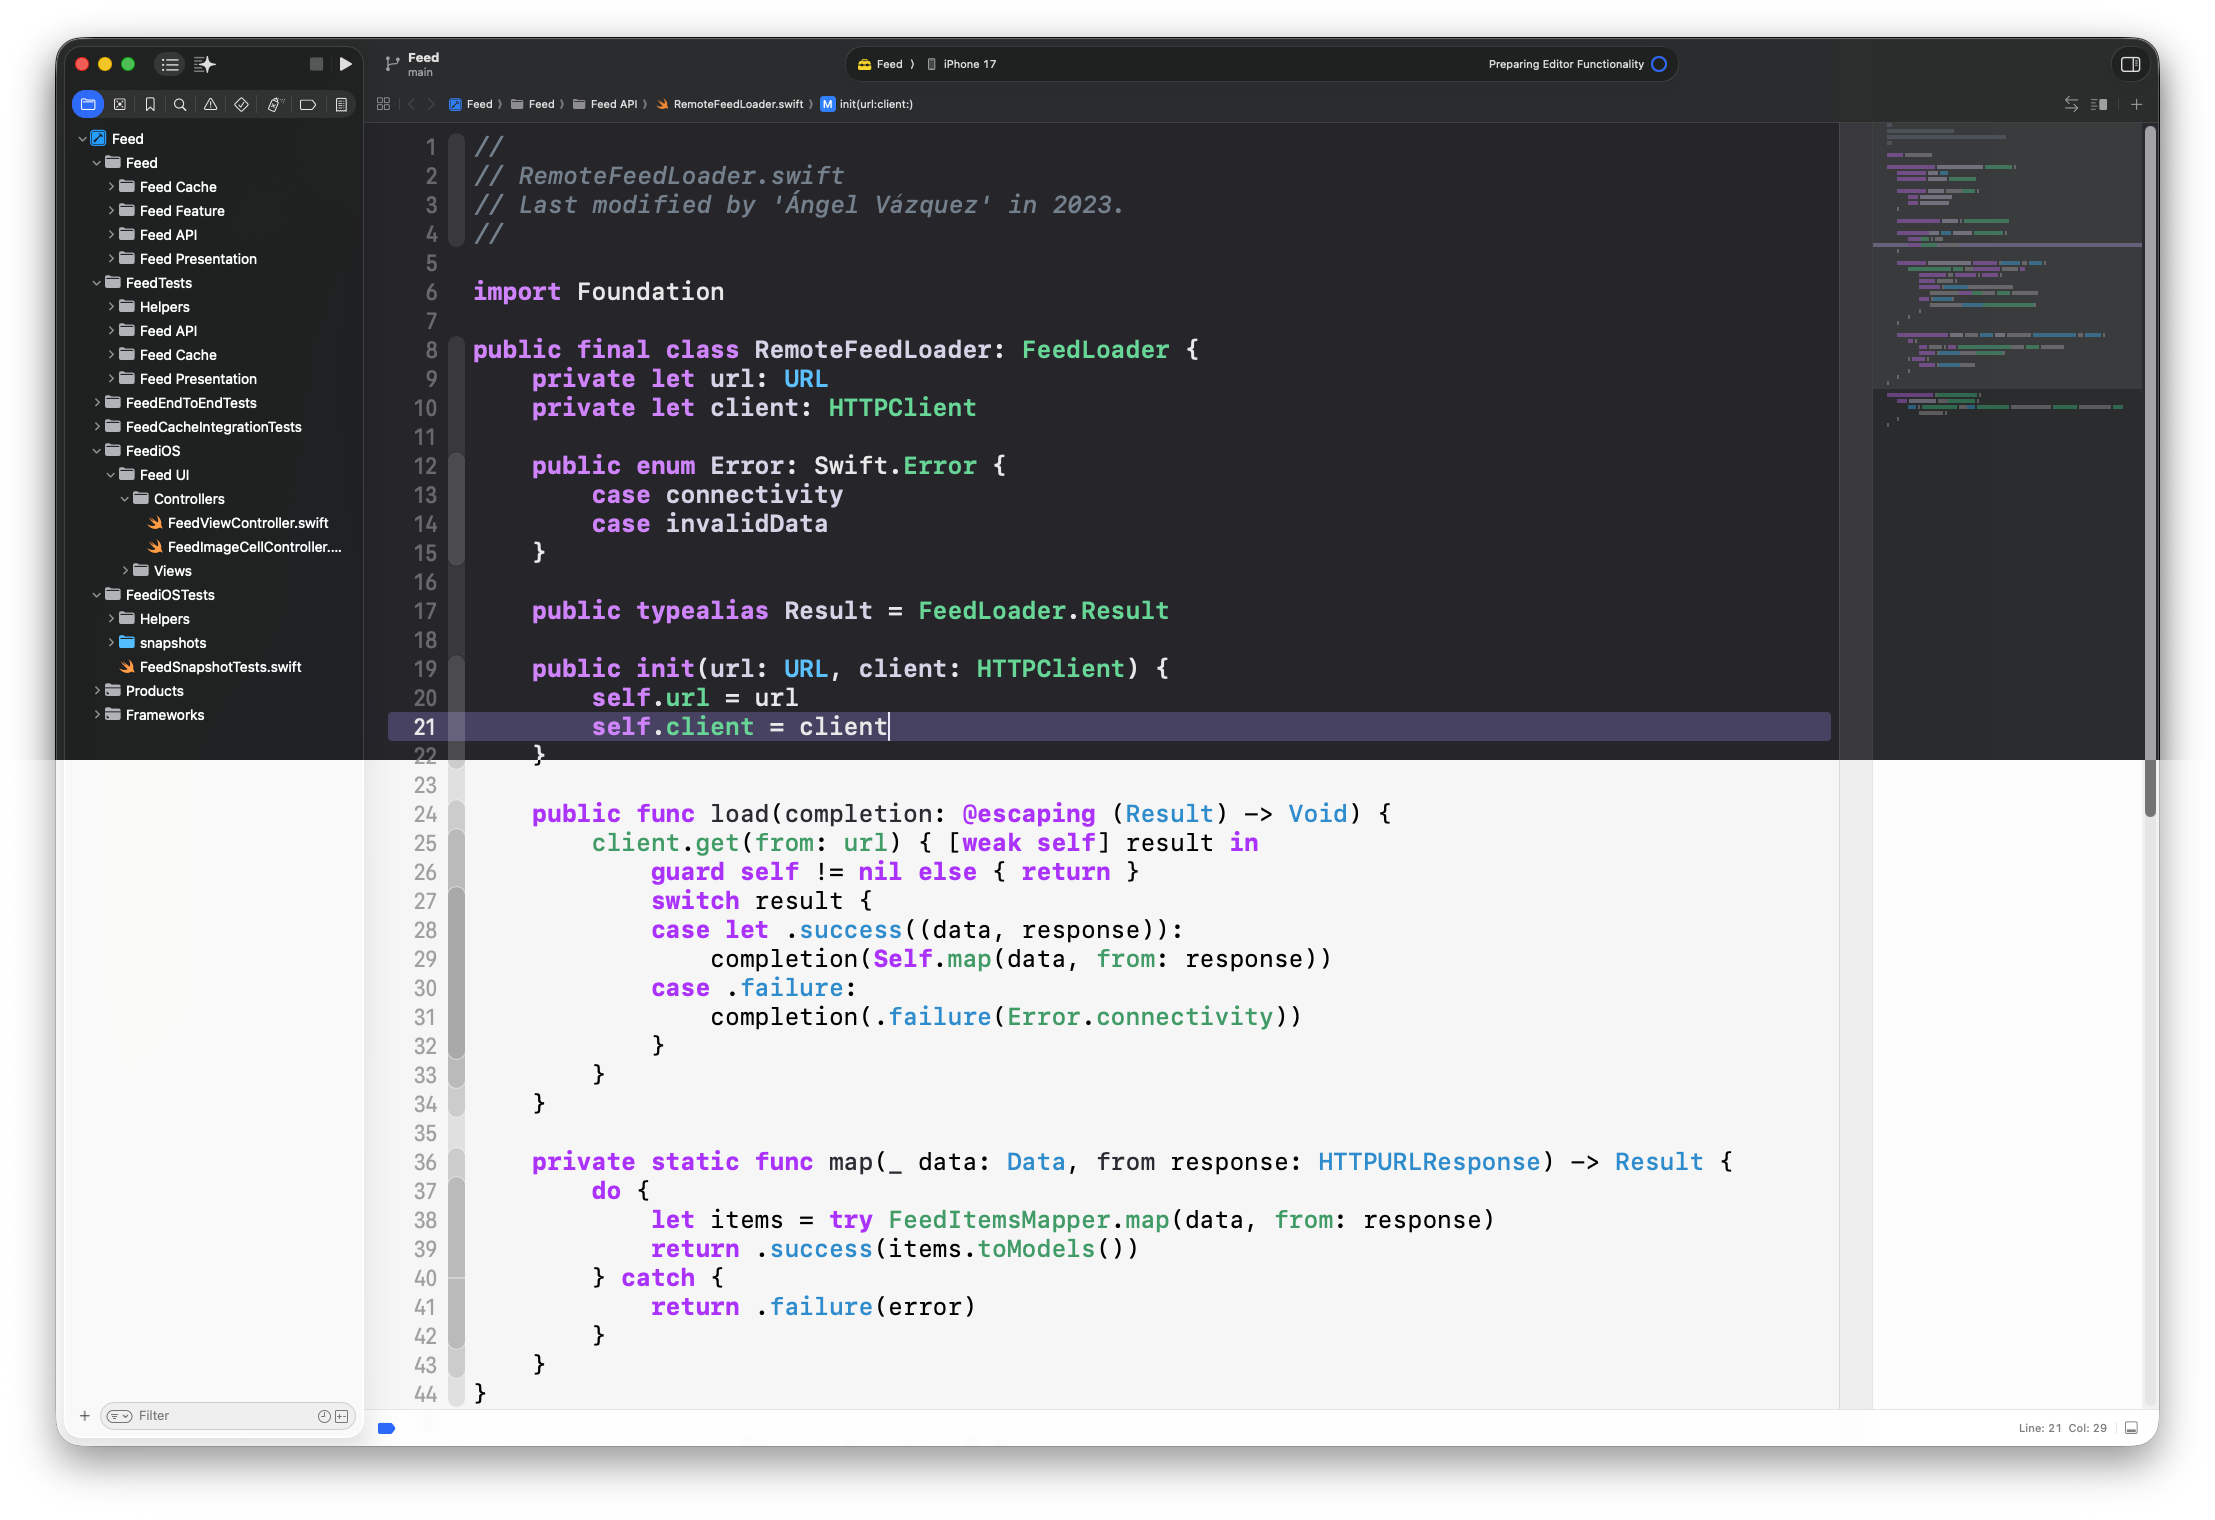 Feed
main
Feed 〉 iPhone 17
Preparing Editor Functionality
Feed 〉 Feed 〉 Feed API 〉 RemoteFeedLoader.swift 〉 M init(url:client:)
Feed
Feed
Feed Cache
Feed Feature
Feed API
Feed Presentation
FeedTests
Helpers
Feed API
Feed Cache
Feed Presentation
FeedEndToEndTests
FeedCacheIntegrationTests
FeediOS
Feed UI
Controllers
FeedViewController.swift
FeedImageCellController....
Views
FeediOSTests
Helpers
snapshots
FeedSnapshotTests.swift
Products
Frameworks
Filter
1 //
2 // RemoteFeedLoader.swift
3 // Last modified by 'Ángel Vázquez' in 2023.
4 //
5
6 import Foundation
7
8 public final class RemoteFeedLoader: FeedLoader {
9     private let url: URL
10     private let client: HTTPClient
11
12     public enum Error: Swift.Error {
13         case connectivity
14         case invalidData
15     }
16
17     public typealias Result = FeedLoader.Result
18
19     public init(url: URL, client: HTTPClient) {
20         self.url = url
21         self.client = client
22     }
23
24     public func load(completion: @escaping (Result) -> Void) {
25         client.get(from: url) { [weak self] result in
26             guard self != nil else { return }
27             switch result {
28             case let .success((data, response)):
29                 completion(Self.map(data, from: response))
30             case .failure:
31                 completion(.failure(Error.connectivity))
32             }
33         }
34     }
35
36     private static func map(_ data: Data, from response: HTTPURLResponse) -> Result {
37         do {
38             let items = try FeedItemsMapper.map(data, from: response)
39             return .success(items.toModels())
40         } catch {
41             return .failure(error)
42         }
43     }
44 }
Line: 21 Col: 29